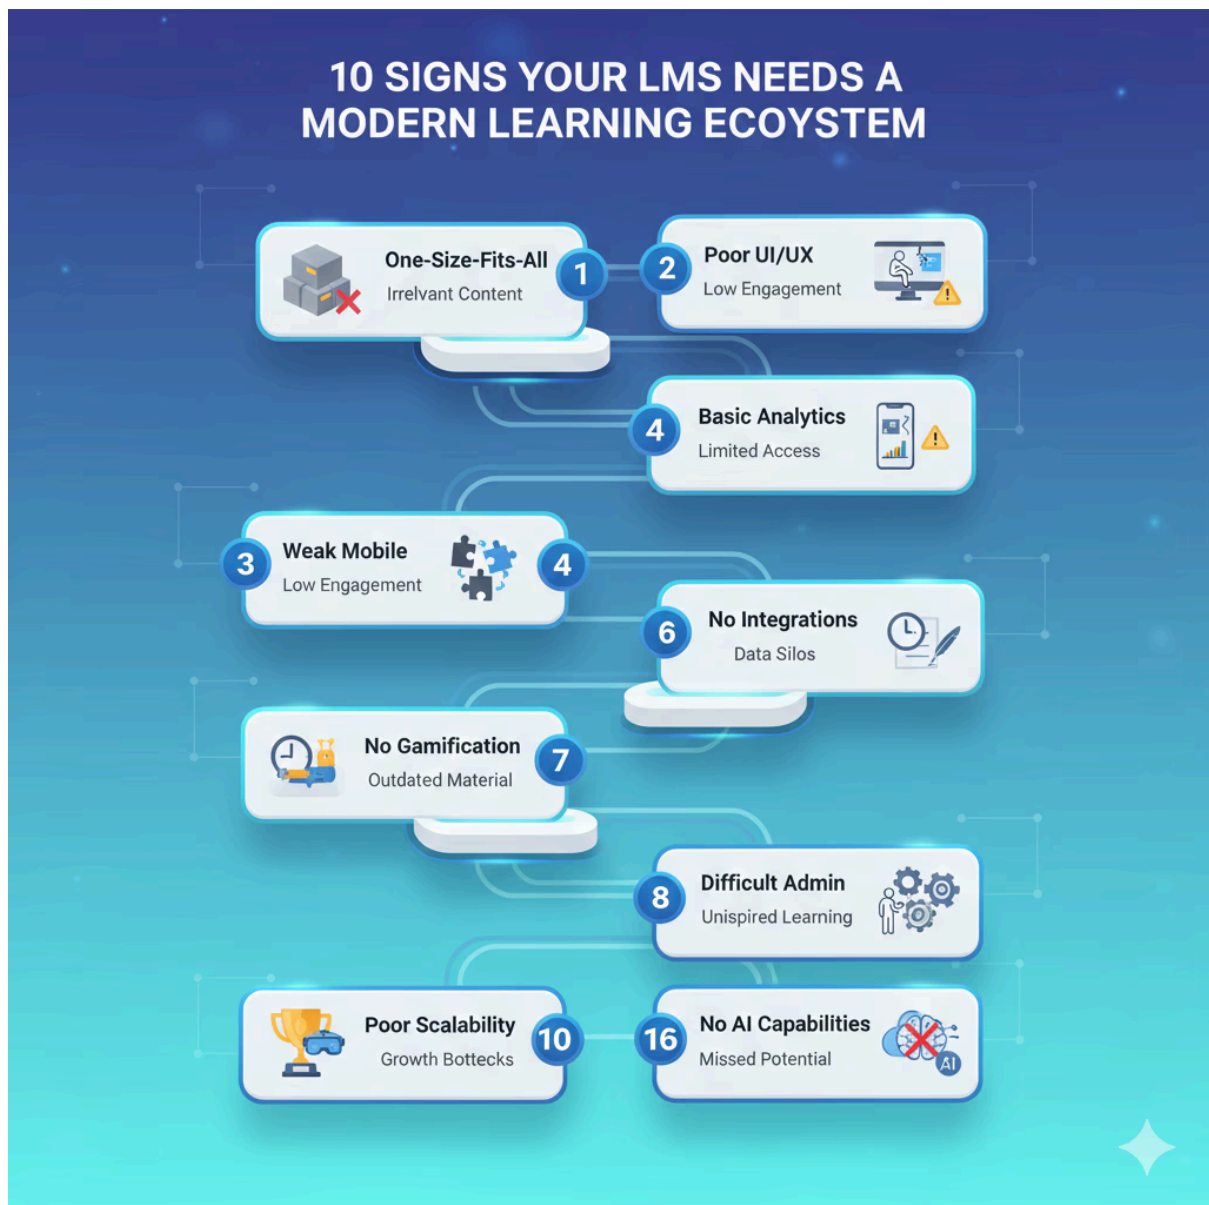 10 SIGNS YOUR LMS NEEDS A
MODERN LEARNING ECOYSTEM
One-Size-Fits-All
Irrelvant Content
1
2
Poor UI/UX
Low Engagement
4
Basic Analytics
Limited Access
3
Weak Mobile
Low Engagement
4
6
No Integrations
Data Silos
No Gamification
Outdated Material
7
8
Difficult Admin
Unispired Learning
Poor Scalability
Growth Bottecks
10
16
No AI Capabilities
Missed Potential
AI